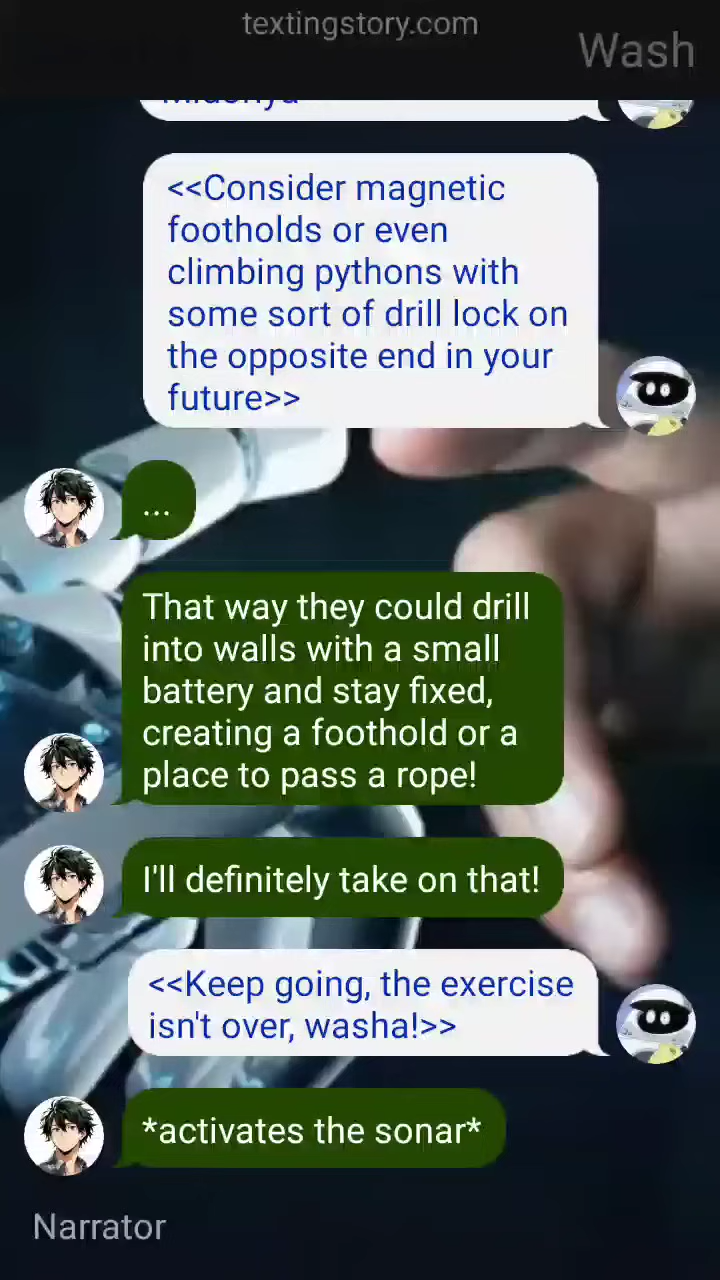 textingstory.com
Wash
Midoriya
<<Consider magnetic
footholds or even
climbing pythons with
some sort of drill lock on
the opposite end in your
future>>
...
That way they could drill
into walls with a small
battery and stay fixed,
creating a foothold or a
place to pass a rope!
I'll definitely take on that!
<<Keep going, the exercise
isn't over, washa!>>
*activates the sonar*
Narrator